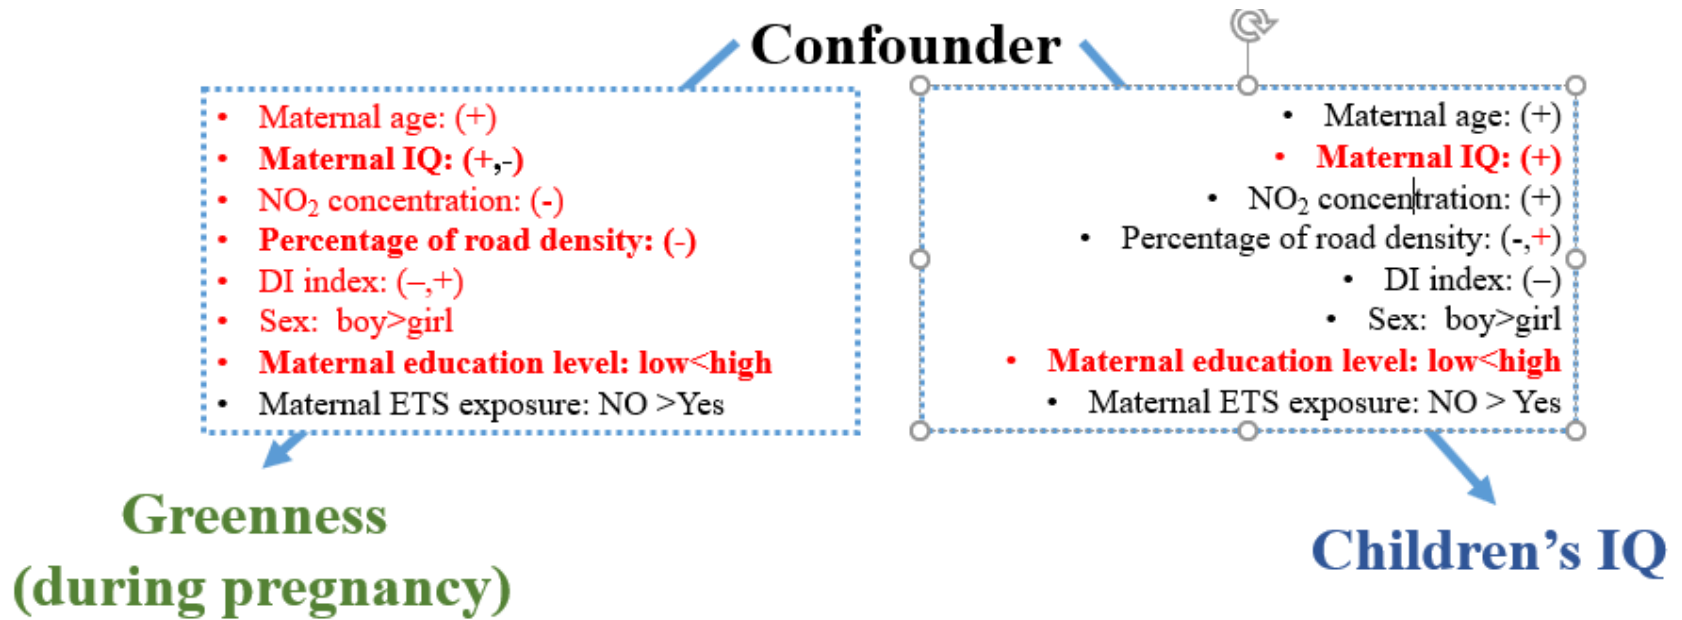 Confounder
• Maternal age: (+)
• Maternal IQ: (+,-)
• NO₂ concentration: (-)
• Percentage of road density: (-)
• DI index: (–,+)
• Sex:  boy>girl
• Maternal education level: low<high
• Maternal ETS exposure: NO >Yes
• Maternal age: (+)
• Maternal IQ: (+)
• NO₂ concentration: (+)
• Percentage of road density: (-,+)
• DI index: (–)
• Sex:  boy>girl
• Maternal education level: low<high
• Maternal ETS exposure: NO > Yes
Greenness
(during pregnancy)
Children’s IQ